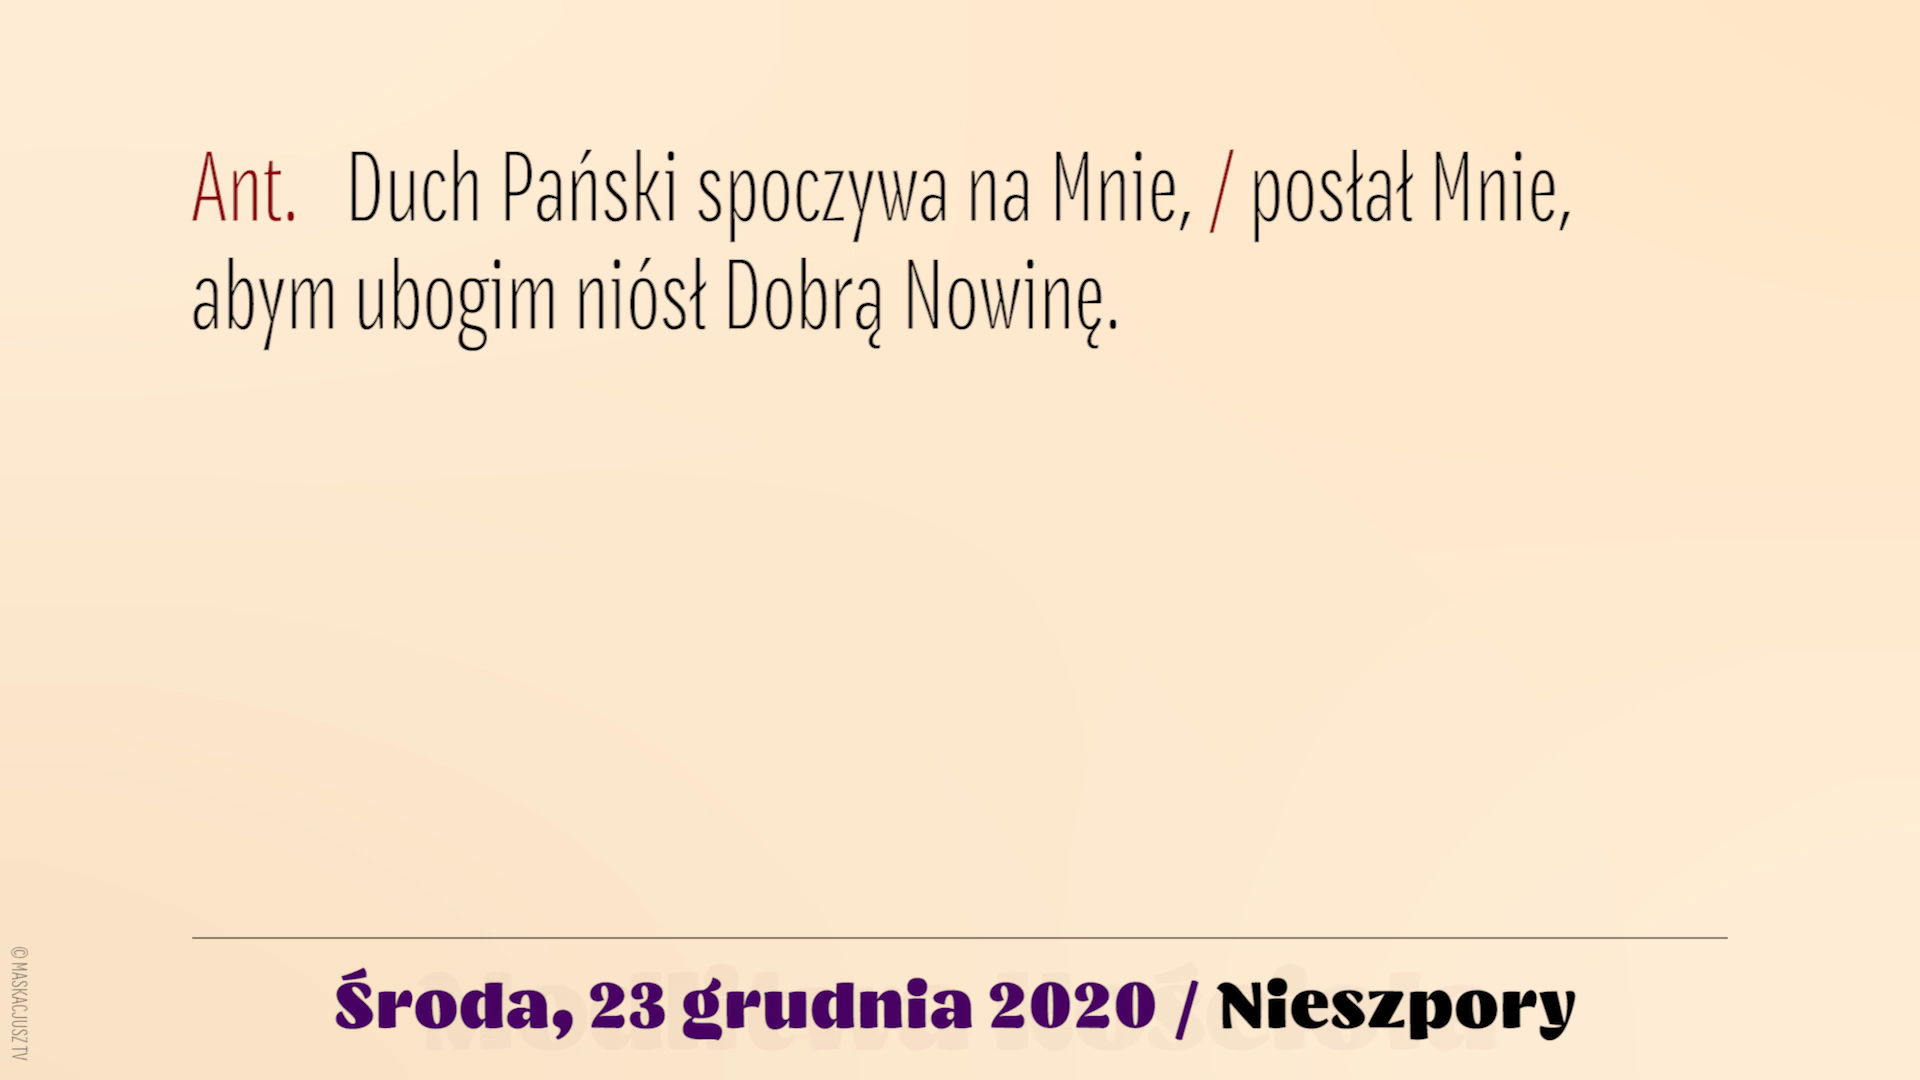 Ant. Duch Pański spoczywa na Mnie, / posłał Mnie,
abym ubogim niósł Dobrą Nowinę.
© MASKACJUSZ TV
Środa, 23 grudnia 2020 / Nieszpory